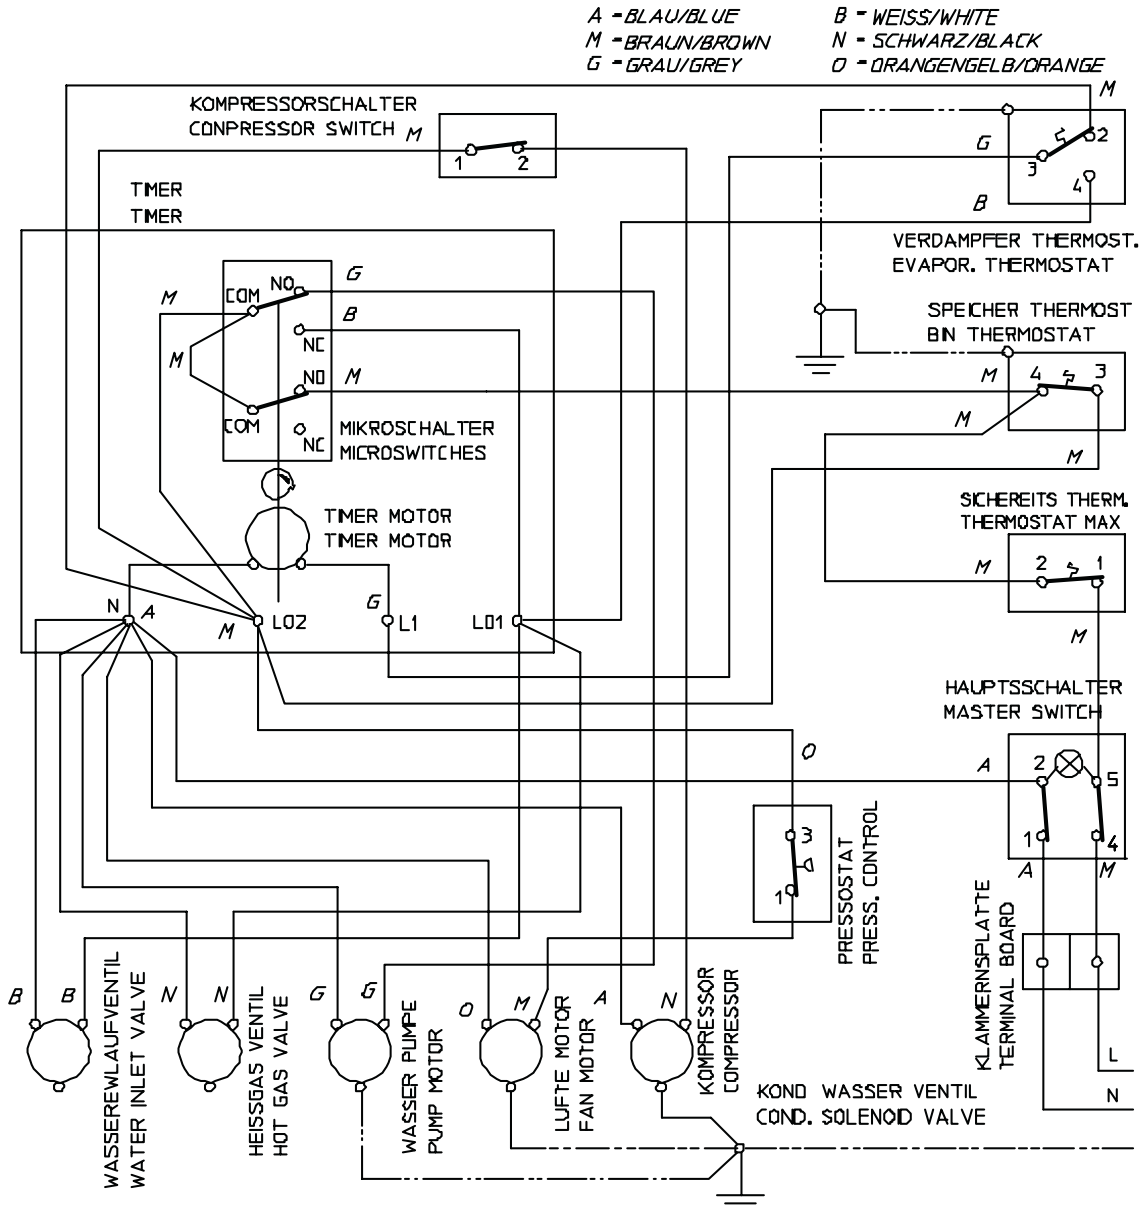 A - BLAU/BLUE
B - WEISS/WHITE
M - BRAUN/BROWN
N - SCHWARZ/BLACK
G - GRAU/GREY
O - ORANGENGELB/ORANGE
M
KOMPRESSORSCHALTER
CONPRESSOR SWITCH
M
1
2
G
2
3
4
B
TIMER
TIMER
VERDAMPFER THERMOST.
EVAPOR. THERMOSTAT
G
NO
COM
M
B
NC
SPEICHER THERMOST
BIN THERMOSTAT
M
NO
M
M
4
3
COM
NC
MIKROSCHALTER
MICROSWITCHES
M
M
SICHEREITS THERM.
THERMOSTAT MAX
TIMER MOTOR
TIMER MOTOR
M
2
1
N
A
M
LO2
G
L1
LO1
M
HAUPTSSCHALTER
MASTER SWITCH
O
A
2
5
1
4
A
M
3
1
PRESSOSTAT
PRESS. CONTROL
KLAMMERNSPLATTE
TERMINAL BOARD
B
B
N
N
G
G
O
M
A
N
WASSEREWLAUFVENTIL
WATER INLET VALVE
HEISSGAS VENTIL
HOT GAS VALVE
WASSER PUMPE
PUMP MOTOR
LUFTE MOTOR
FAN MOTOR
KOMPRESSOR
COMPRESSOR
L
N
KOND WASSER VENTIL
COND. SOLENOID VALVE